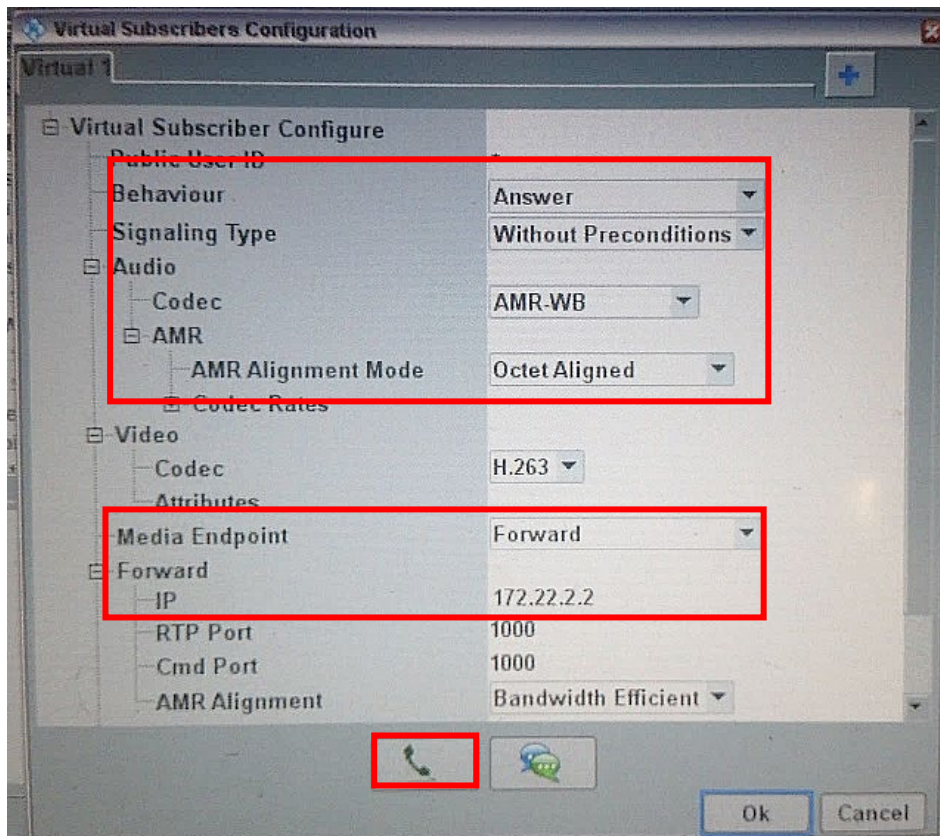 Virtual Subscribers Configuration
Virtual 1
Virtual Subscriber Configure
Public User ID *
Behaviour Answer
Signaling Type Without Preconditions
Audio
Codec AMR-WB
AMR
AMR Alignment Mode Octet Aligned
Codec Rates
Video
Codec H.263
Attributes
Media Endpoint Forward
Forward
IP 172.22.2.2
RTP Port 1000
Cmd Port 1000
AMR Alignment Bandwidth Efficient
Ok Cancel